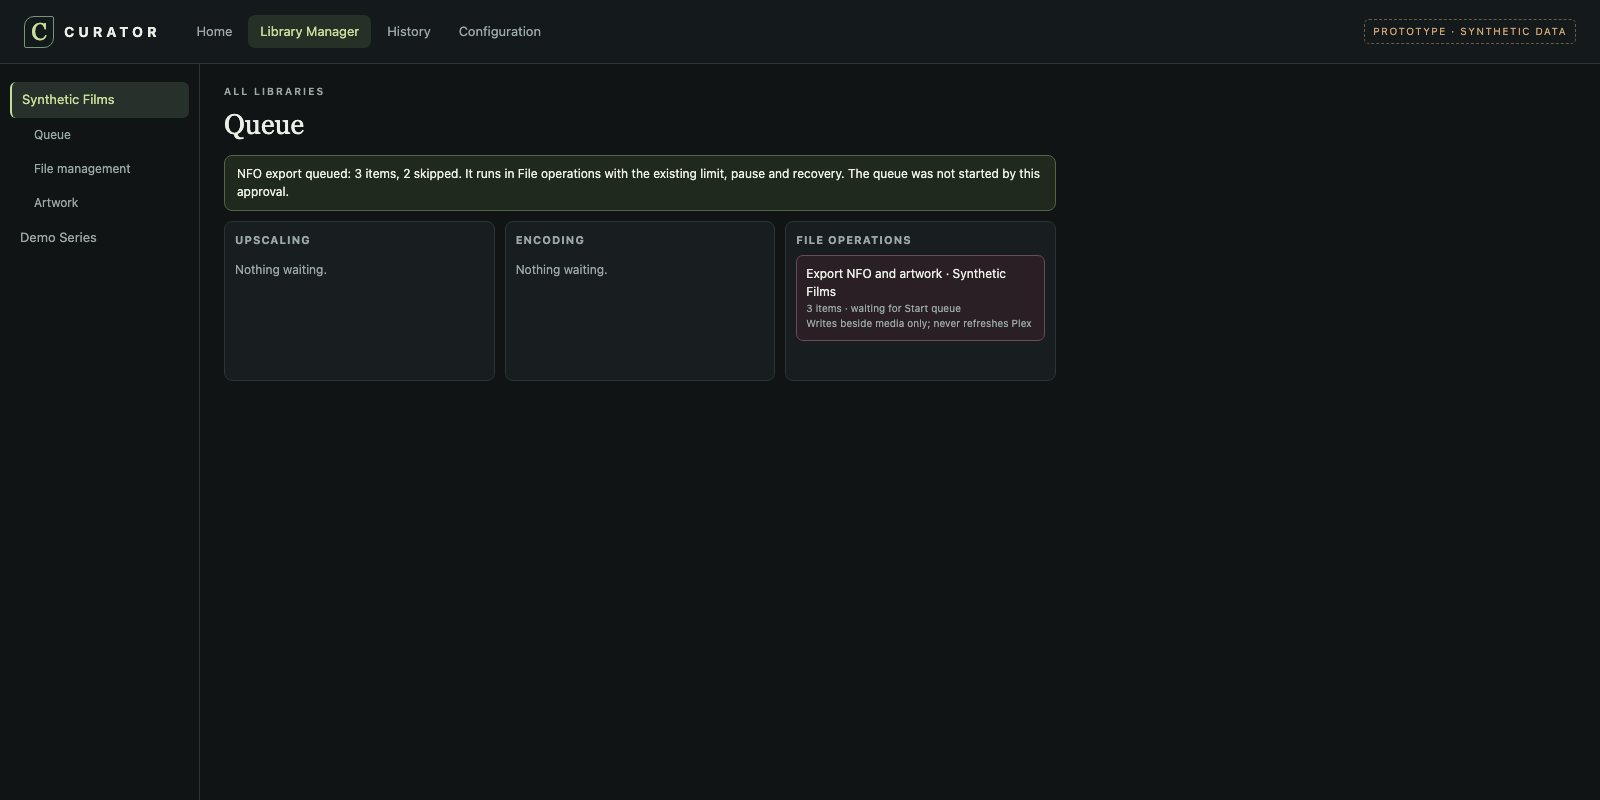 C CURATOR
Home
Library Manager
History
Configuration
PROTOTYPE · SYNTHETIC DATA
Synthetic Films
Queue
File management
Artwork
Demo Series
ALL LIBRARIES
Queue
NFO export queued: 3 items, 2 skipped. It runs in File operations with the existing limit, pause and recovery. The queue was not started by this
approval.
UPSCALING
Nothing waiting.
ENCODING
Nothing waiting.
FILE OPERATIONS
Export NFO and artwork · Synthetic
Films
3 items · waiting for Start queue
Writes beside media only; never refreshes Plex